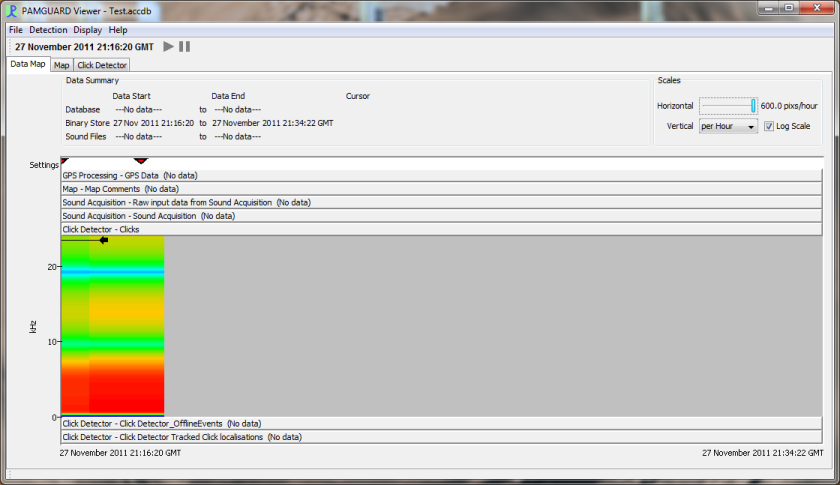 PAMGUARD Viewer - Test.accdb
File Detection Display Help
27 November 2011 21:16:20 GMT
Data Map Map Click Detector
Data Summary
Data Start Data End Cursor
Database ---No data--- to ---No data---
Binary Store 27 Nov 2011 21:16:20 to 27 November 2011 21:34:22 GMT
Sound Files ---No data--- to ---No data---
Scales
Horizontal 600.0 pixs/hour
Vertical per Hour Log Scale
Settings
GPS Processing - GPS Data (No data)
Map - Map Comments (No data)
Sound Acquisition - Raw input data from Sound Acquisition (No data)
Sound Acquisition - Sound Acquisition (No data)
Click Detector - Clicks
20
kHz
10
0
Click Detector - Click Detector_OfflineEvents (No data)
Click Detector - Click Detector Tracked Click localisations (No data)
27 November 2011 21:16:20 GMT 27 November 2011 21:34:22 GMT